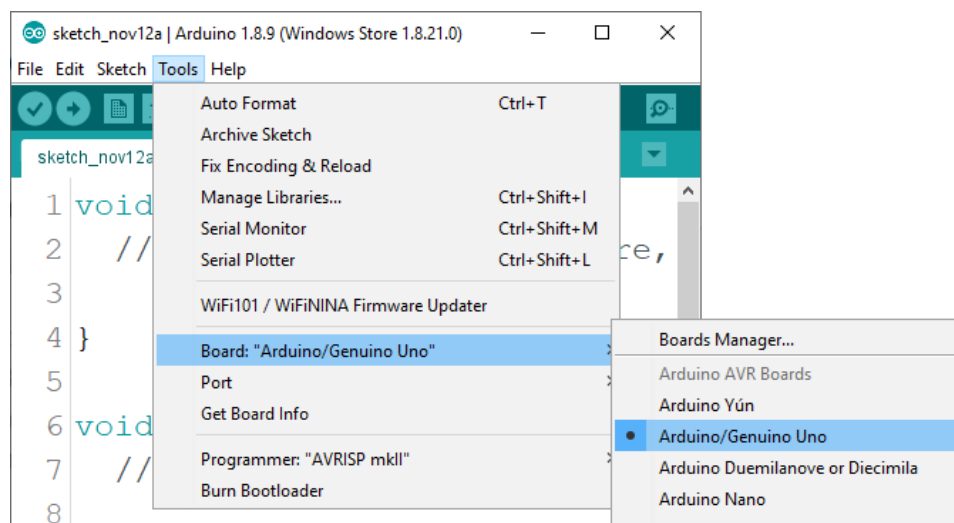 sketch_nov12a | Arduino 1.8.9 (Windows Store 1.8.21.0)
File Edit Sketch Tools Help
Auto Format Ctrl+T
Archive Sketch
sketch_nov12a
Fix Encoding & Reload
Manage Libraries... Ctrl+Shift+I
1 void
Serial Monitor Ctrl+Shift+M
2 // re,
Serial Plotter Ctrl+Shift+L
3
WiFi101 / WiFiNINA Firmware Updater
4 }
Board: "Arduino/Genuino Uno"
5
Port
Get Board Info
6 void
Programmer: "AVRISP mkII"
7 //
Burn Bootloader
8
Boards Manager...
Arduino AVR Boards
Arduino Yún
Arduino/Genuino Uno
Arduino Duemilanove or Diecimila
Arduino Nano